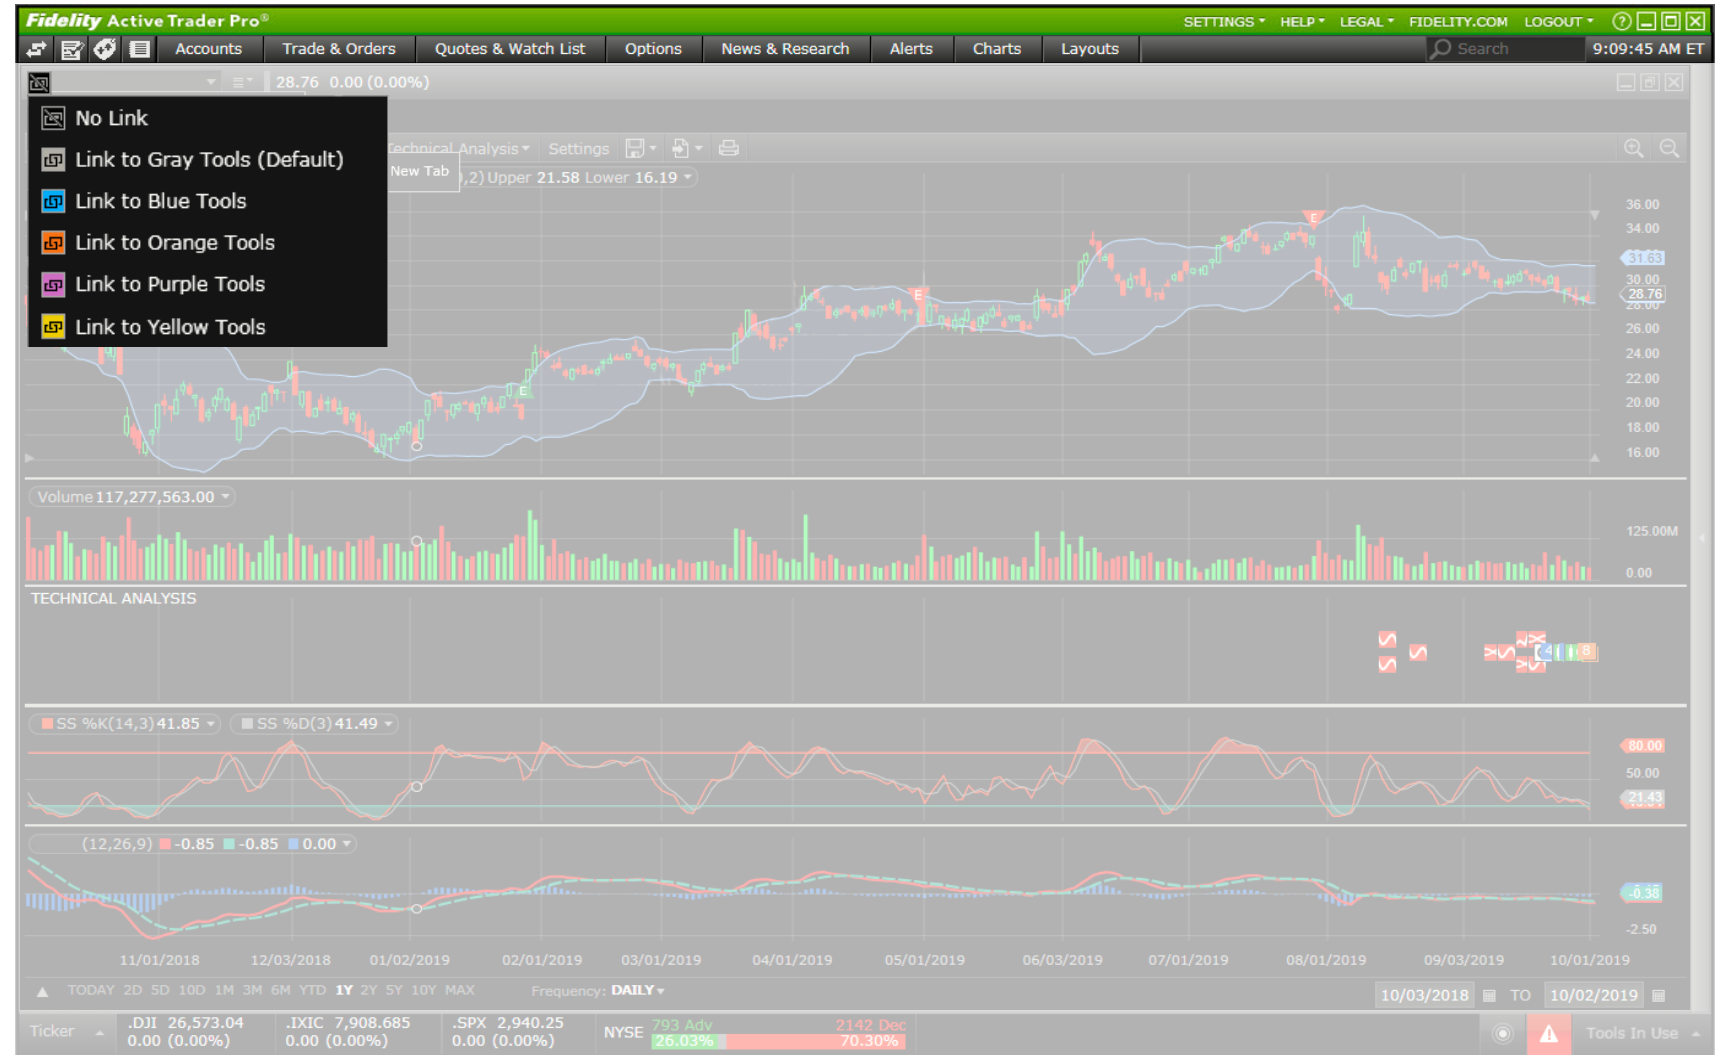 Fidelity Active Trader Pro® SETTINGS HELP LEGAL FIDELITY.COM LOGOUT ?
Accounts Trade & Orders Quotes & Watch List Options News & Research Alerts Charts Layouts Search 9:09:45 AM ET
28.76 0.00 (0.00%)
No Link
Link to Gray Tools (Default)
Link to Blue Tools
Link to Orange Tools
Link to Purple Tools
Link to Yellow Tools
Technical Analysis Settings
New Tab
,2) Upper 21.58 Lower 16.19
E
E
E
36.00
34.00
31.63
30.00
28.76
28.00
26.00
24.00
22.00
20.00
18.00
16.00
Volume 117,277,563.00
125.00M
0.00
TECHNICAL ANALYSIS
4 8
SS %K(14,3) 41.85 SS %D(3) 41.49
80.00
50.00
21.43
(12,26,9) -0.85 -0.85 0.00
-0.38
-2.50
11/01/2018 12/03/2018 01/02/2019 02/01/2019 03/01/2019 04/01/2019 05/01/2019 06/03/2019 07/01/2019 08/01/2019 09/03/2019 10/01/2019
TODAY 2D 5D 10D 1M 3M 6M YTD 1Y 2Y 5Y 10Y MAX Frequency: DAILY 10/03/2018 TO 10/02/2019
Ticker .DJI 26,573.04 .IXIC 7,908.685 .SPX 2,940.25 NYSE 793 Adv 2142 Dec Tools In Use
0.00 (0.00%) 0.00 (0.00%) 0.00 (0.00%) 26.03% 70.30%